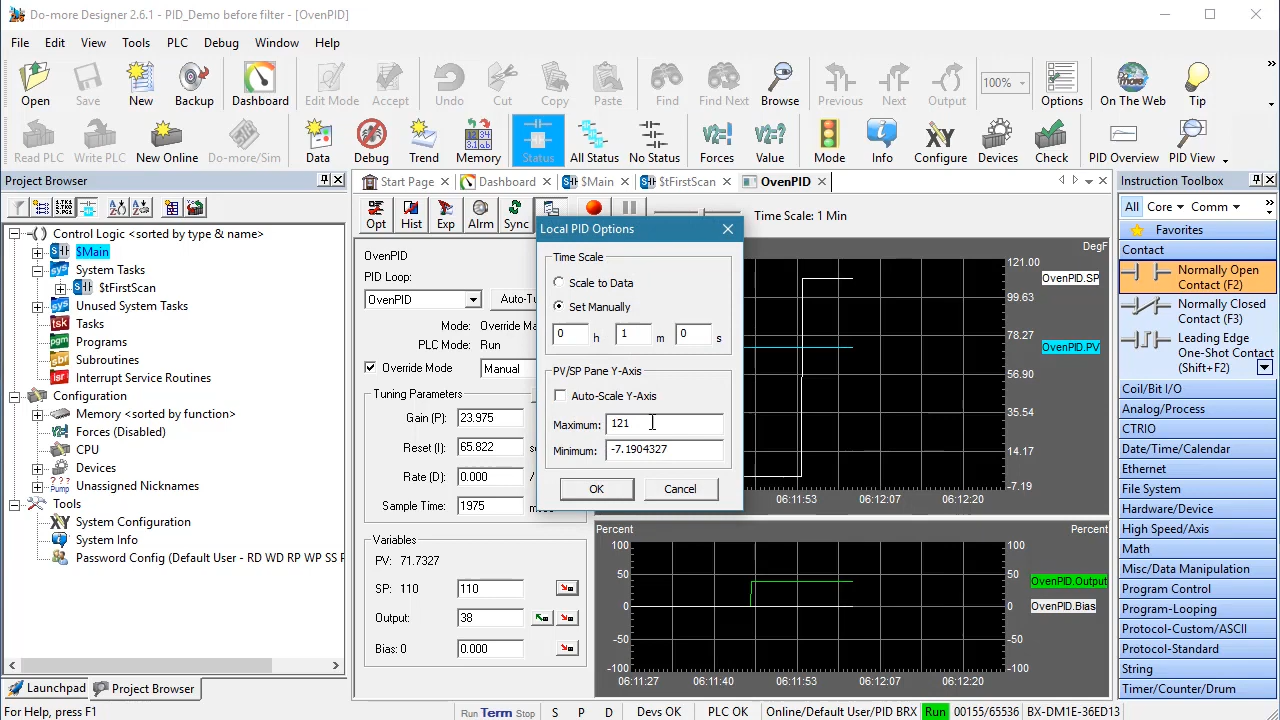 Do-more Designer 2.6.1 - PID_Demo before filter - [OvenPID]
File Edit View Tools PLC Debug Window Help
Open Save New Backup Dashboard Edit Mode Accept Undo Cut Copy Paste Find Find Next Browse Previous Next Output 100% Options On The Web Tip
Read PLC Write PLC New Online Do-more/Sim Data Debug Trend Memory Status All Status No Status Forces Value Mode Info Configure Devices Check PID Overview PID View
Project Browser
Start Page Dashboard $Main $tFirstScan OvenPID
Instruction Toolbox
Opt Hist Exp Alrm Sync
Time Scale: 1 Min
All Core Comm
Control Logic <sorted by type & name>
$Main
System Tasks
$tFirstScan
Unused System Tasks
Tasks
Programs
Subroutines
Interrupt Service Routines
Configuration
Memory <sorted by function>
Forces (Disabled)
CPU
Devices
Unassigned Nicknames
Tools
System Configuration
System Info
Password Config (Default User - RD WD RP WP SS
Launchpad Project Browser
OvenPID
PID Loop:
OvenPID
Auto-Tu
Mode: Override Ma
PLC Mode: Run
Override Mode Manual
Tuning Parameters
Gain (P): 23.975
Reset (I): 65.822
Rate (D): 0.000
Sample Time: 1975
Variables
PV: 71.7327
SP: 110 110
Output: 38
Bias: 0 0.000
Local PID Options
Time Scale
Scale to Data
Set Manually
0 h 1 m 0 s
PV/SP Pane Y-Axis
Auto-Scale Y-Axis
Maximum: 121
Minimum: -7.1904327
OK Cancel
DegF
121.00
99.63
78.27
56.90
35.54
14.17
-7.19
OvenPID.SP
OvenPID.PV
06:11:53 06:12:07 06:12:20
Percent Percent
100 100
50 50
0 0
-50 -50
-100 -100
OvenPID.Output
OvenPID.Bias
06:11:27 06:11:40 06:11:53 06:12:07 06:12:20
Favorites
Contact
Normally Open
Contact (F2)
Normally Closed
Contact (F3)
Leading Edge
One-Shot Contact
(Shift+F2)
Coil/Bit I/O
Analog/Process
CTRIO
Date/Time/Calendar
Ethernet
File System
Hardware/Device
High Speed/Axis
Math
Misc/Data Manipulation
Program Control
Program-Looping
Protocol-Custom/ASCII
Protocol-Standard
String
Timer/Counter/Drum
For Help, press F1
Run Term Stop S P D Devs OK PLC OK Online/Default User/PID BRX Run 00155/65536 BX-DM1E-36ED13